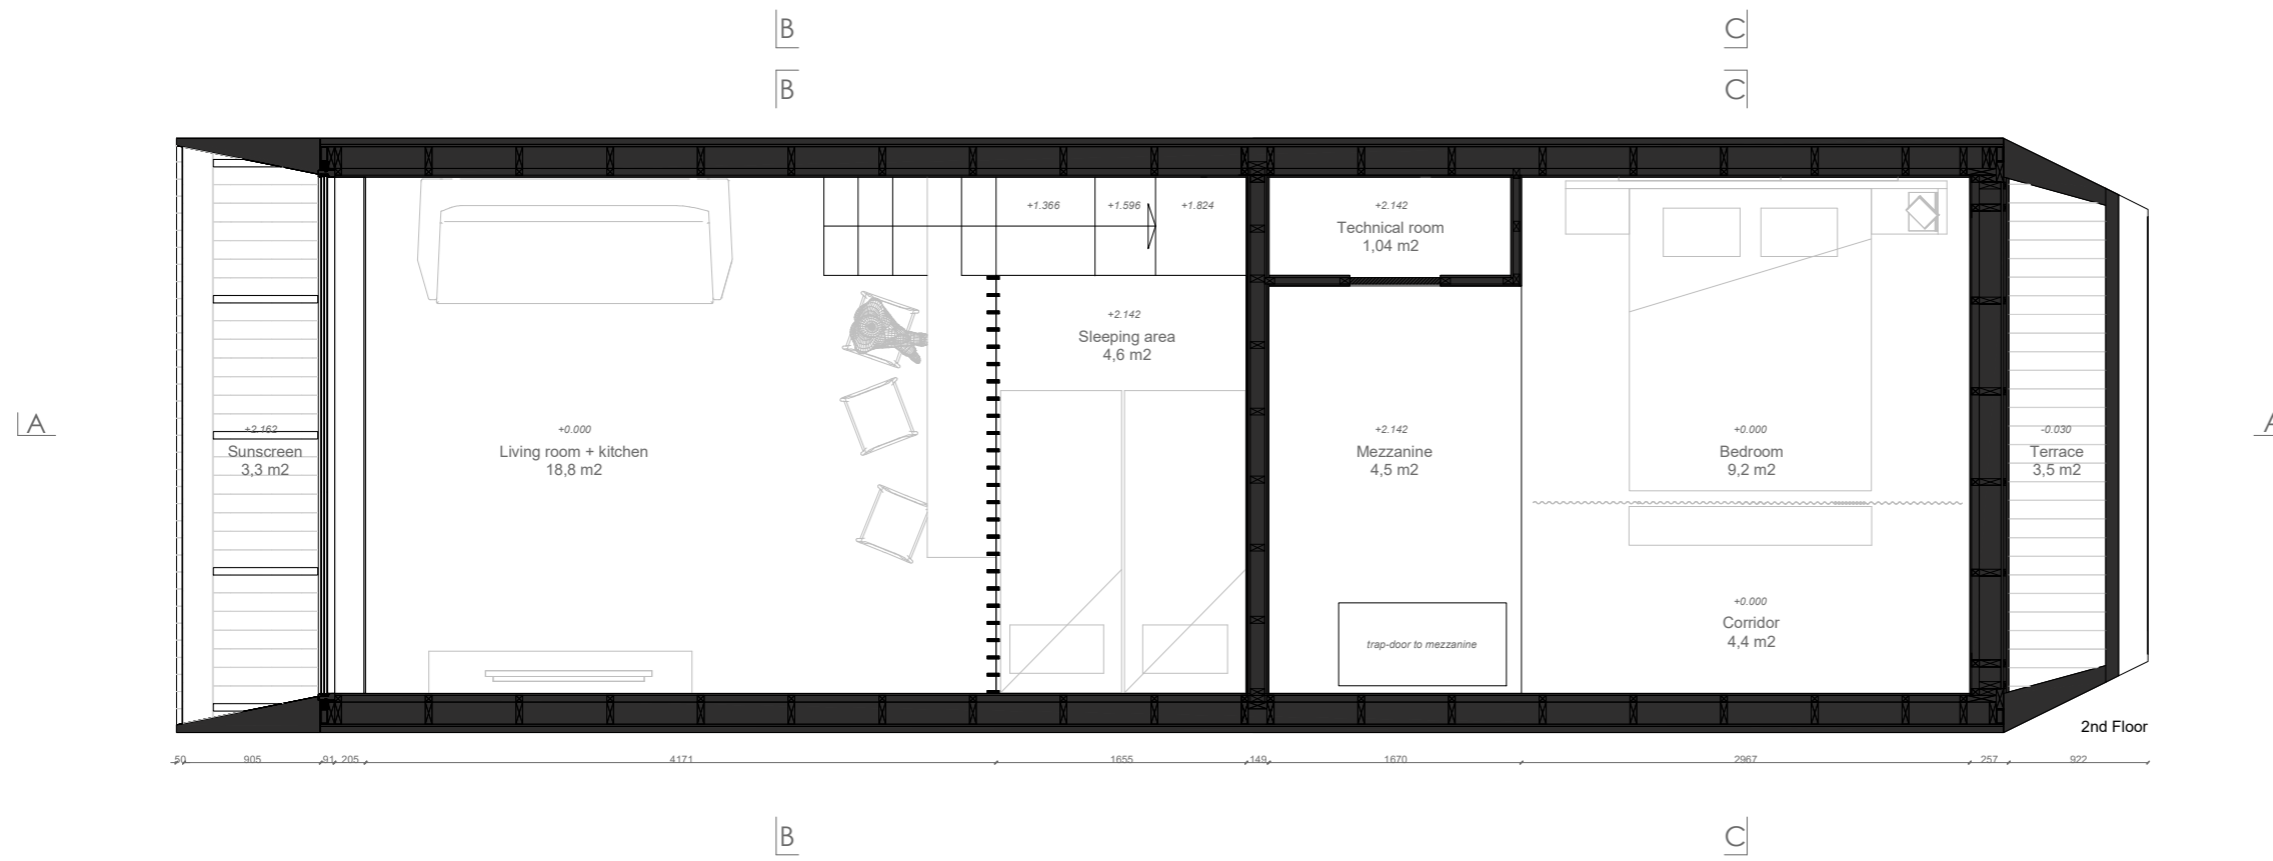 B
C
B
C
+1.366
+1.596
+1.824
+2.142
Technical room
1,04 m2
+2.142
Sleeping area
4,6 m2
A
+2.162
Sunscreen
3,3 m2
+0.000
Living room + kitchen
18,8 m2
+2.142
Mezzanine
4,5 m2
+0.000
Bedroom
9,2 m2
-0.030
Terrace
3,5 m2
A
+0.000
Corridor
4,4 m2
trap-door to mezzanine
2nd Floor
50 905 91 205 4171 1655 149 1670 2967 257 922
B
C